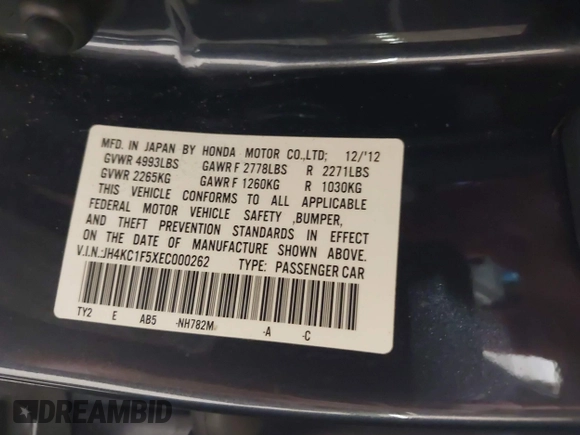 MFD. IN JAPAN BY HONDA MOTOR CO.,LTD; 12/'12
GVWR 4993LBS GAWR F 2778LBS R 2271LBS
GVWR 2265KG GAWR F 1260KG R 1030KG
THIS VEHICLE CONFORMS TO ALL APPLICABLE
FEDERAL MOTOR VEHICLE SAFETY ,BUMPER,
AND THEFT PREVENTION STANDARDS IN EFFECT
ON THE DATE OF MANUFACTURE SHOWN ABOVE.
V.I.N.:JH4KC1F5XEC000262 TYPE: PASSENGER CAR
TY2 E AB5 -NH782M -A -C
DREAMBID